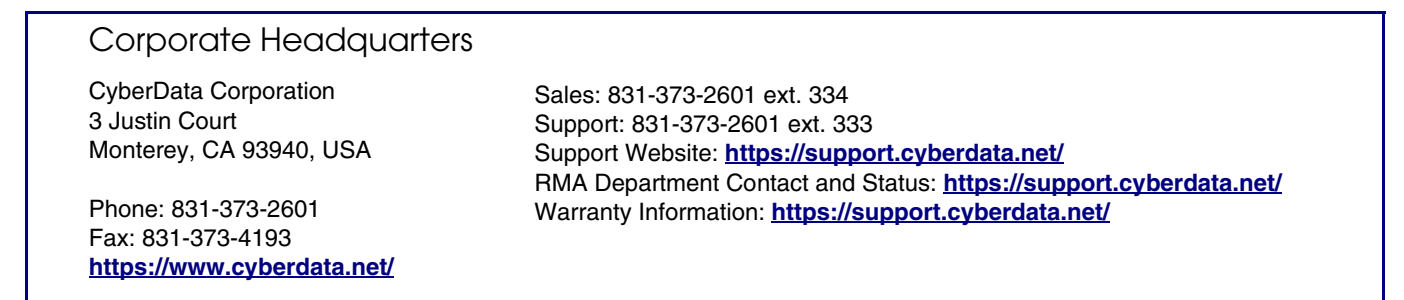 Corporate Headquarters
CyberData Corporation
3 Justin Court
Monterey, CA 93940, USA
Phone: 831-373-2601
Fax: 831-373-4193
https://www.cyberdata.net/
Sales: 831-373-2601 ext. 334
Support: 831-373-2601 ext. 333
Support Website: https://support.cyberdata.net/
RMA Department Contact and Status: https://support.cyberdata.net/
Warranty Information: https://support.cyberdata.net/